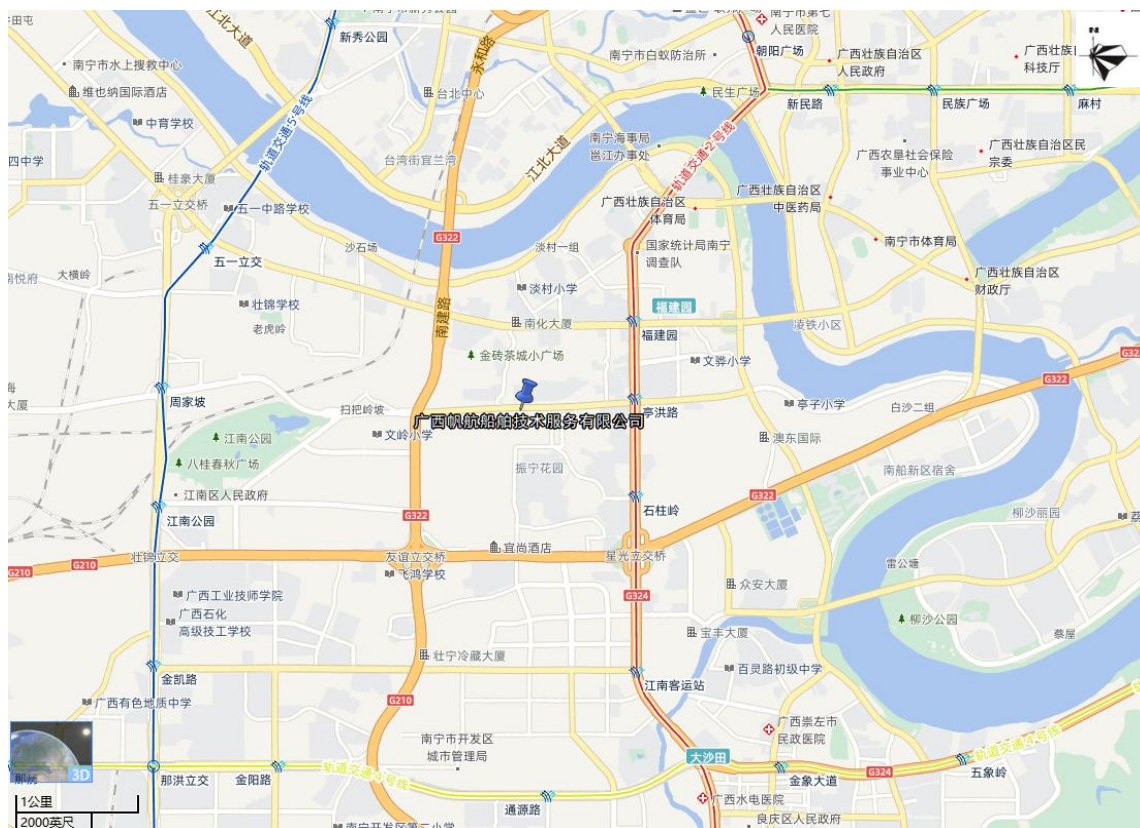 新秀公园
江北大道
永和路
南宁市第七
人民医院
朝阳广场
N
南宁市水上搜救中心
维也纳国际酒店
台北中心
南宁市白蚁防治所
广西壮族自治区
人民政府
科技厅
民生广场
新民路
民族广场
麻村
中育学校
轨道交通5号线
四中学
台湾街宜兰湾
江北大道
南宁海事局
邕江办事处
轨道交通2号线
广西农垦社会保险
事业中心
广西壮族自治区民
宗委
桂豪大厦
五一立交桥
五一中路学校
广西壮族自治区
中医药局
广西壮族自治区
体育局
G322
沙石场
淡村一组
国家统计局南宁
调查队
南宁市体育局
五一立交
大横岭
南悦府
广西壮族自治区
财政厅
淡村小学
壮锦学校
老虎岭
南建路
南化大厦
福建园
福建园
凌铁小区
金砖茶城小广场
文骅小学
G322
G322
周家坡
大厦
扫把岭坡
亭洪路
亭子小学
白沙二组
广西帆航船舶技术服务有限公司
文岭小学
江南公园
八桂春秋广场
澳东国际
振宁花园
南船新区宿舍
江南区人民政府
江南公园
G322
石柱岭
G322
柳沙丽园
壮锦立交
友谊立交桥
宜尚酒店
星光立交桥
G210
G210
飞鸿学校
雷公塘
众安大厦
广西工业技师学院
G324
广西石化
高级技工学校
柳沙公园
宝丰大厦
蔡屋
壮宁冷藏大厦
百灵路初级中学
金凯路
江南客运站
广西有色地质中学
G210
广西崇左市
民政医院
南宁市开发区
城市管理局
大沙田
轨道交通4号线
3D
那洪立交
金阳路
轨道交通4号线
金象大道
G324
五象岭
1公里
通源路
广西水电医院
2000英尺
良庆区人民政府